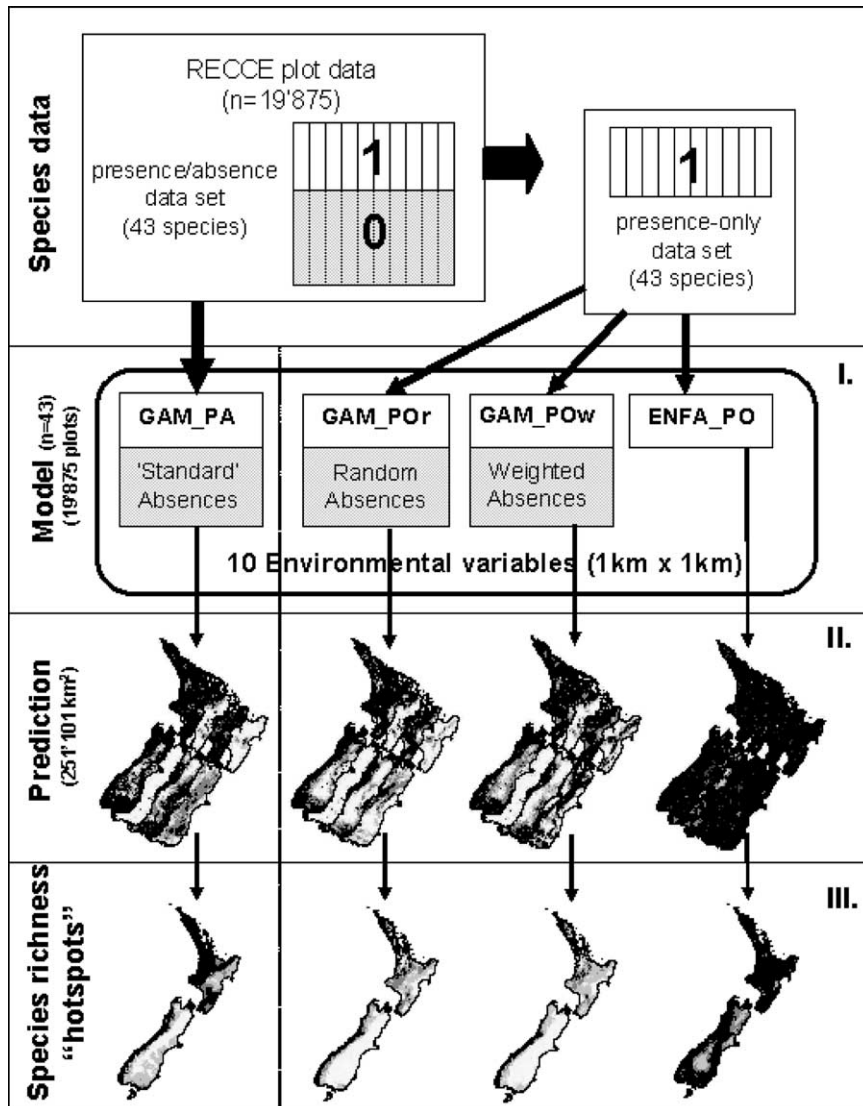 Species data
RECCE plot data
(n=19'875)
presence/absence
data set
(43 species)
1
0
1
presence-only
data set
(43 species)
Model (n=43)
(19'875 plots)
I.
GAM_PA
'Standard'
Absences
GAM_POr
Random
Absences
GAM_POw
Weighted
Absences
ENFA_PO
10 Environmental variables (1km x 1km)
Prediction
(251'101 km²)
II.
Species richness
“hotspots”
III.